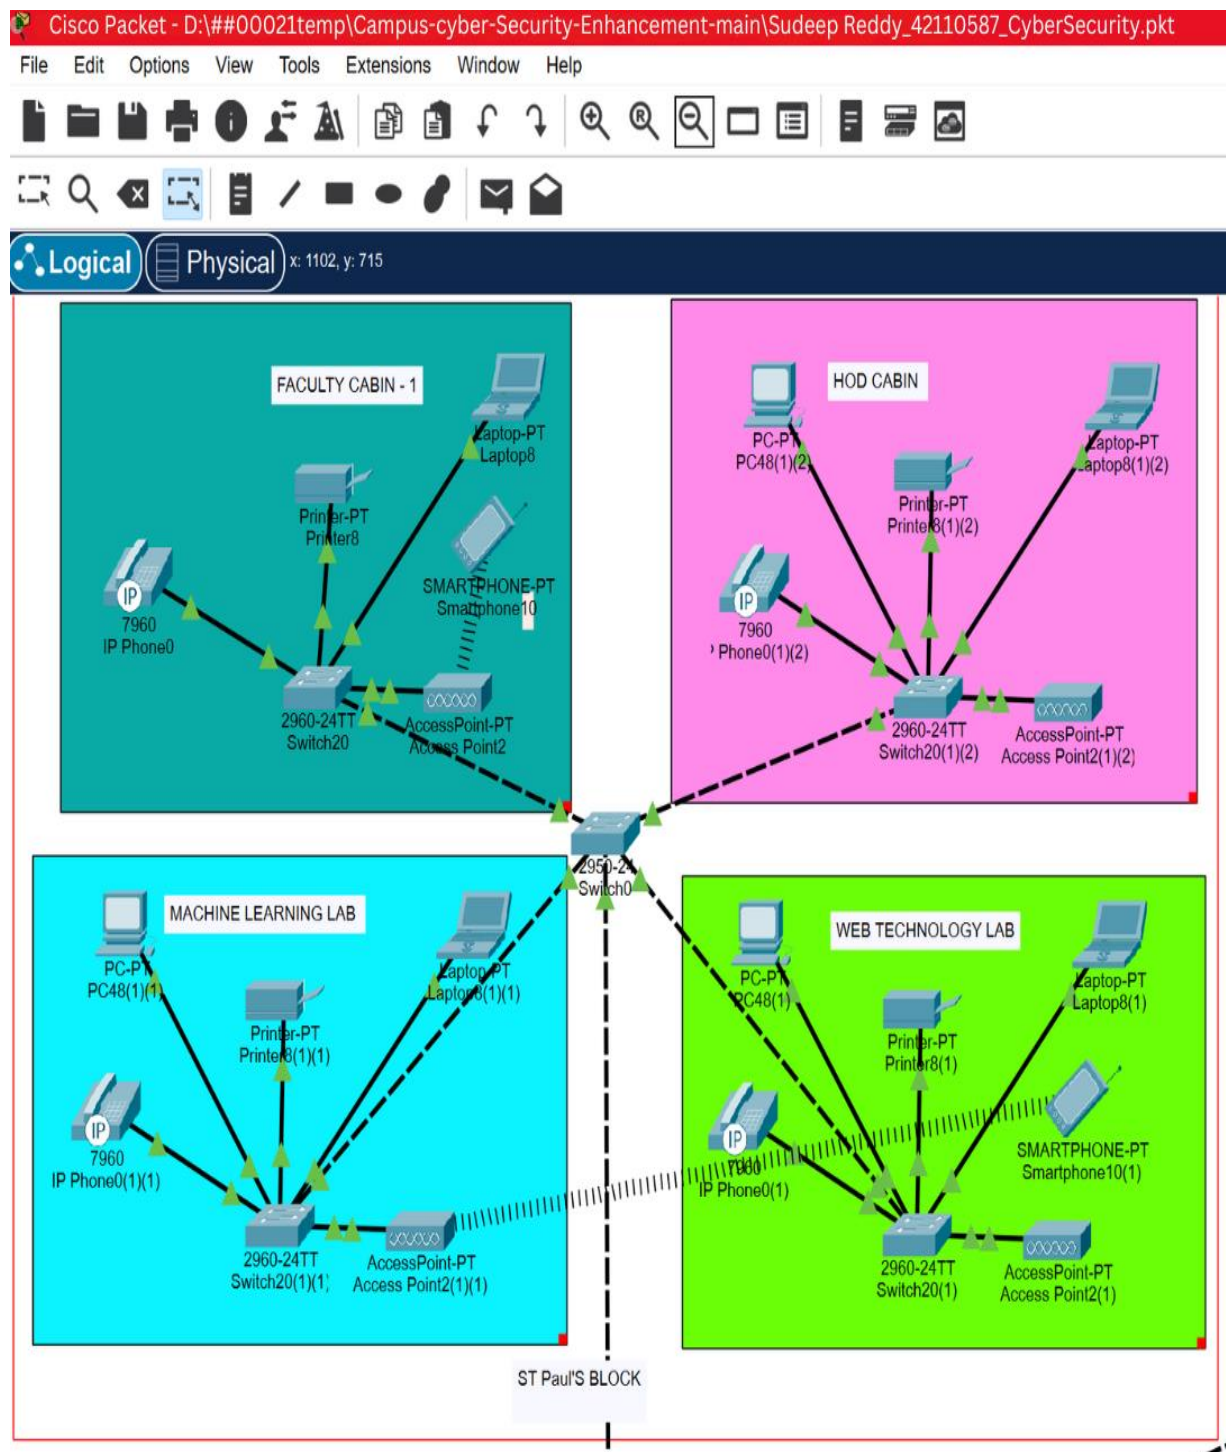 Cisco Packet - D:\##00021temp\Campus-cyber-Security-Enhancement-main\Sudeep Reddy_42110587_CyberSecurity.pkt
File Edit Options View Tools Extensions Window Help
Logical Physical x: 1102, y: 715
FACULTY CABIN - 1
Laptop-PT
Laptop8
Printer-PT
Printer8
SMARTPHONE-PT
Smartphone10
IP
7960
IP Phone0
2960-24TT
Switch20
AccessPoint-PT
Access Point2
HOD CABIN
PC-PT
PC48(1)(2)
Laptop-PT
Laptop8(1)(2)
Printer-PT
Printer8(1)(2)
IP
7960
Phone0(1)(2)
2960-24TT
Switch20(1)(2)
AccessPoint-PT
Access Point2(1)(2)
2950-24
Switch0
MACHINE LEARNING LAB
PC-PT
PC48(1)(1)
Laptop-PT
Laptop8(1)(1)
Printer-PT
Printer8(1)(1)
IP
7960
IP Phone0(1)(1)
2960-24TT
Switch20(1)(1)
AccessPoint-PT
Access Point2(1)(1)
WEB TECHNOLOGY LAB
PC-PT
PC48(1)
Laptop-PT
Laptop8(1)
Printer-PT
Printer8(1)
SMARTPHONE-PT
Smartphone10(1)
IP
7960
IP Phone0(1)
2960-24TT
Switch20(1)
AccessPoint-PT
Access Point2(1)
ST Paul'S BLOCK